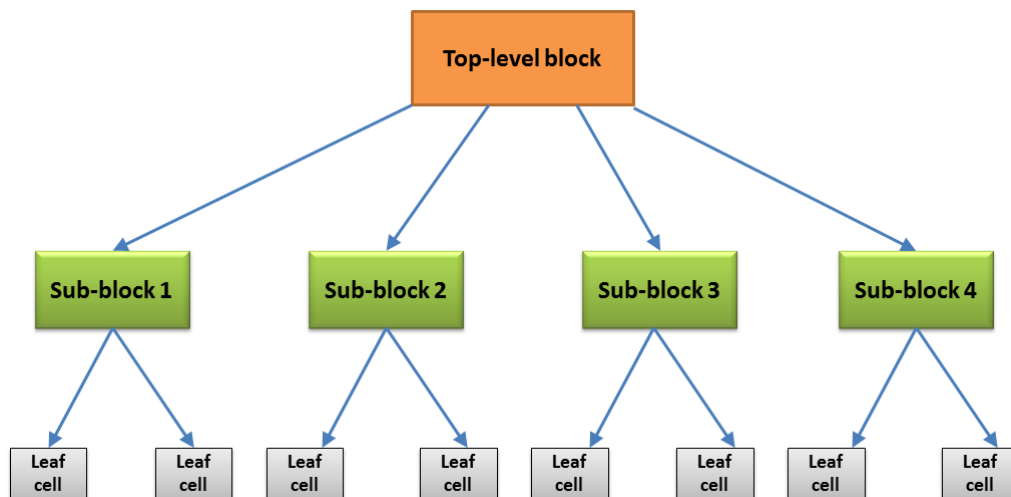 Top-level block
Sub-block 1
Sub-block 2
Sub-block 3
Sub-block 4
Leaf
cell
Leaf
cell
Leaf
cell
Leaf
cell
Leaf
cell
Leaf
cell
Leaf
cell
Leaf
cell